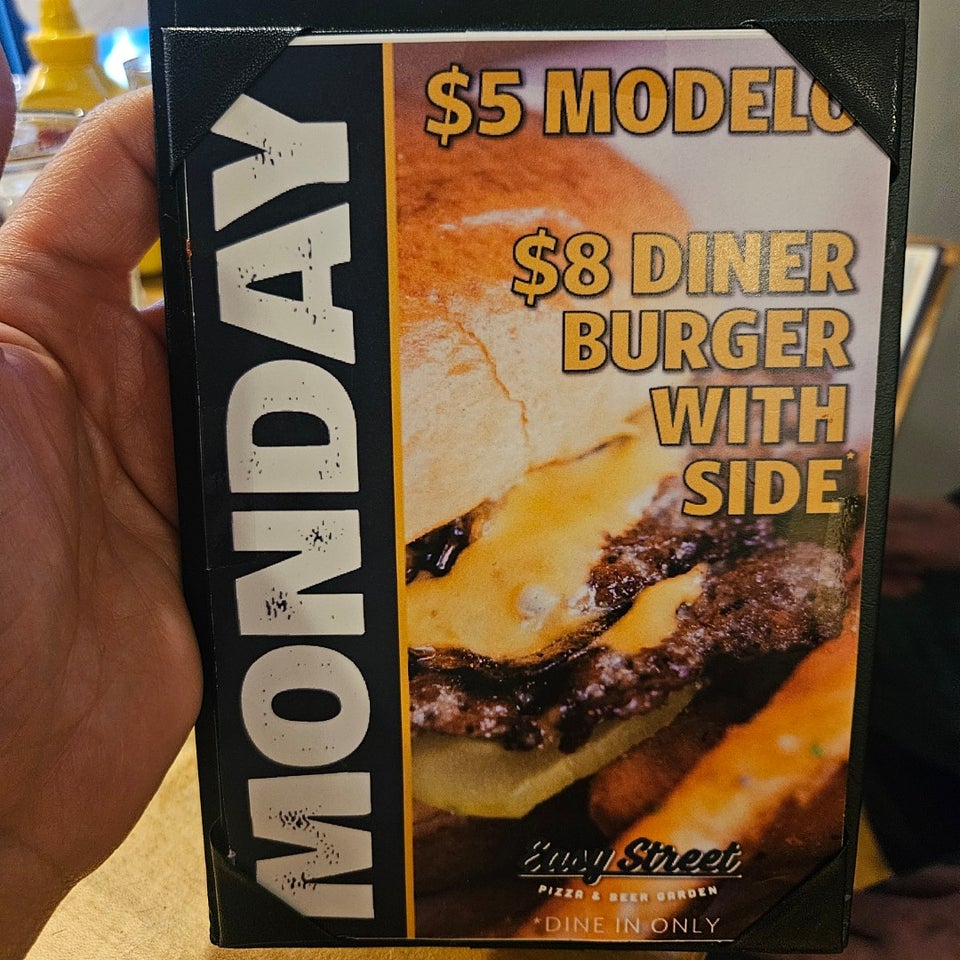 MONDAY
$5 MODELO
$8 DINER
BURGER
WITH
SIDE*
Easy Street
PIZZA & BEER GARDEN
*DINE IN ONLY